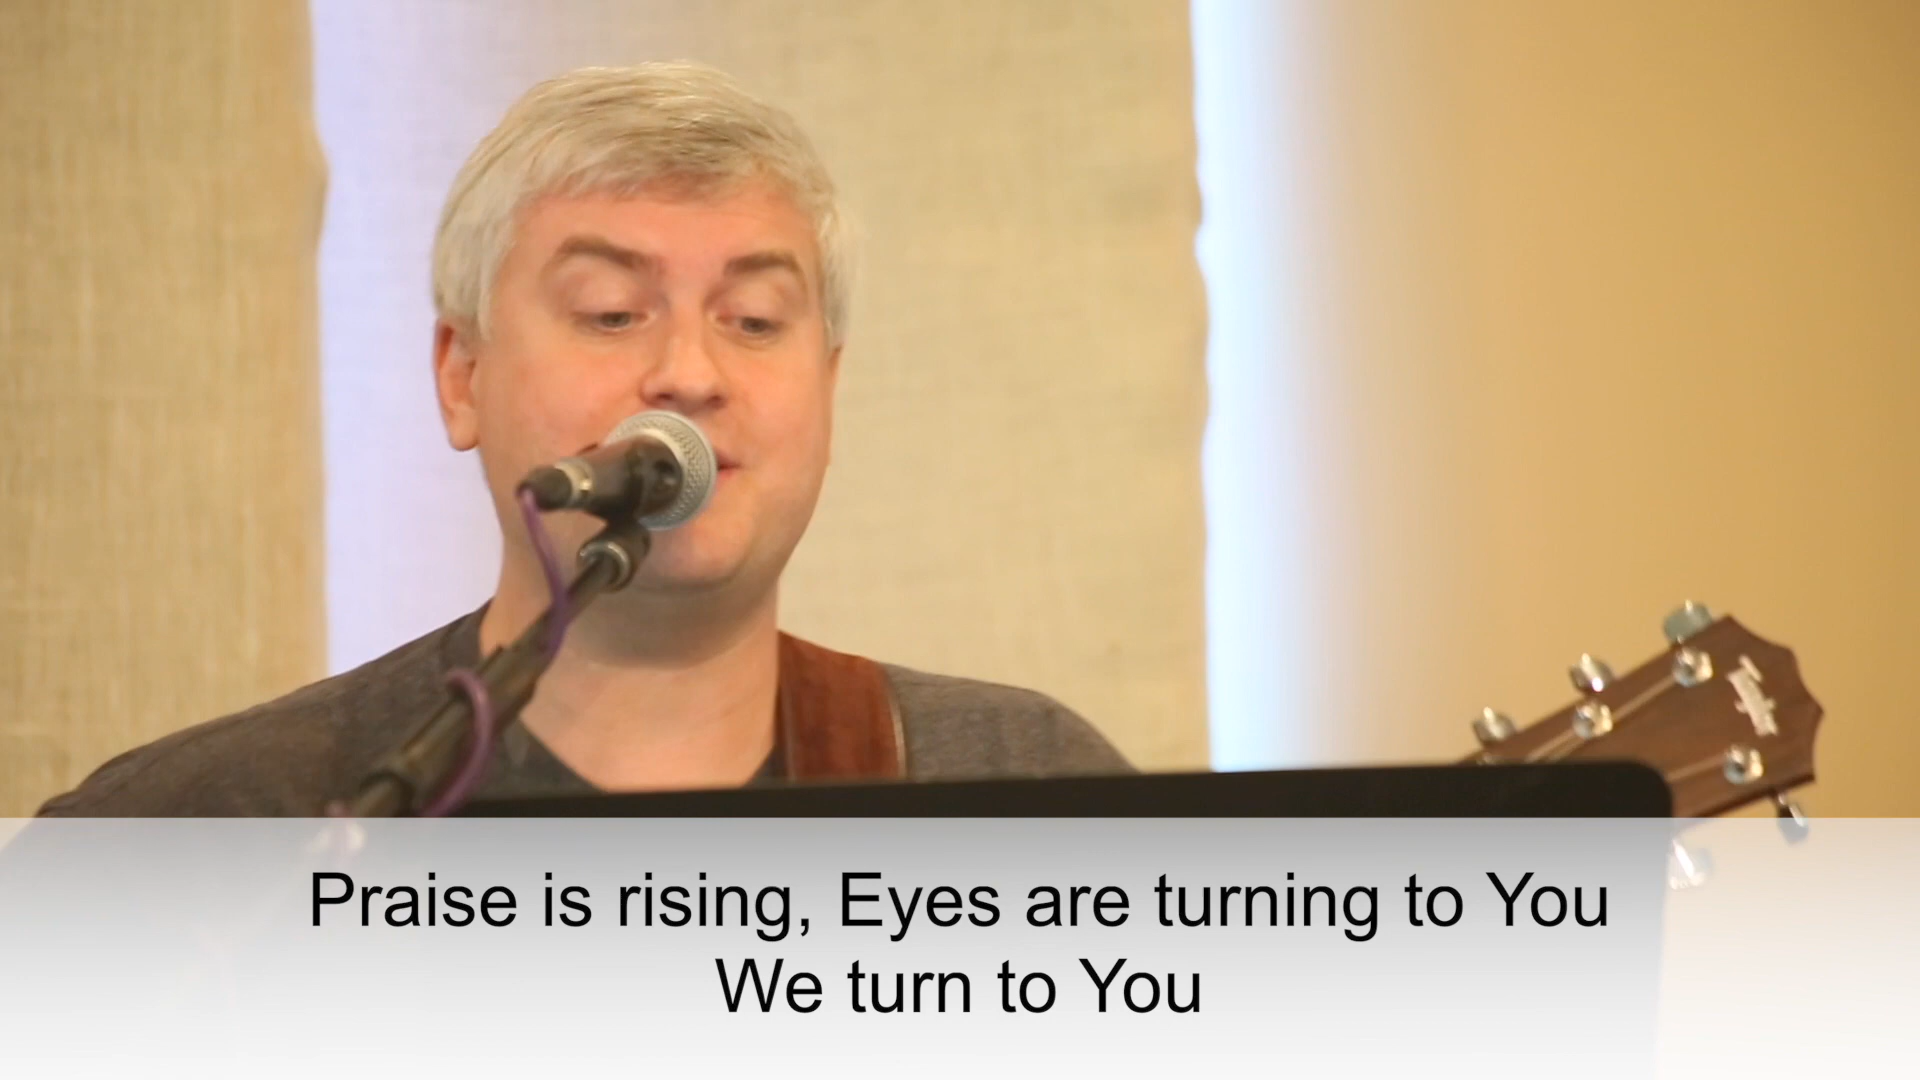 Praise is rising, Eyes are turning to You
We turn to You